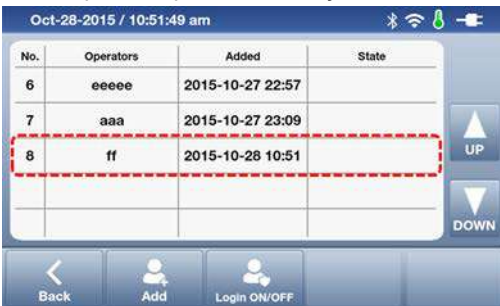 Oct-28-2015 / 10:51:49 am
No. Operators Added State
6 eeeee 2015-10-27 22:57
7 aaa 2015-10-27 23:09
8 ff 2015-10-28 10:51
UP
DOWN
Back Add Login ON/OFF